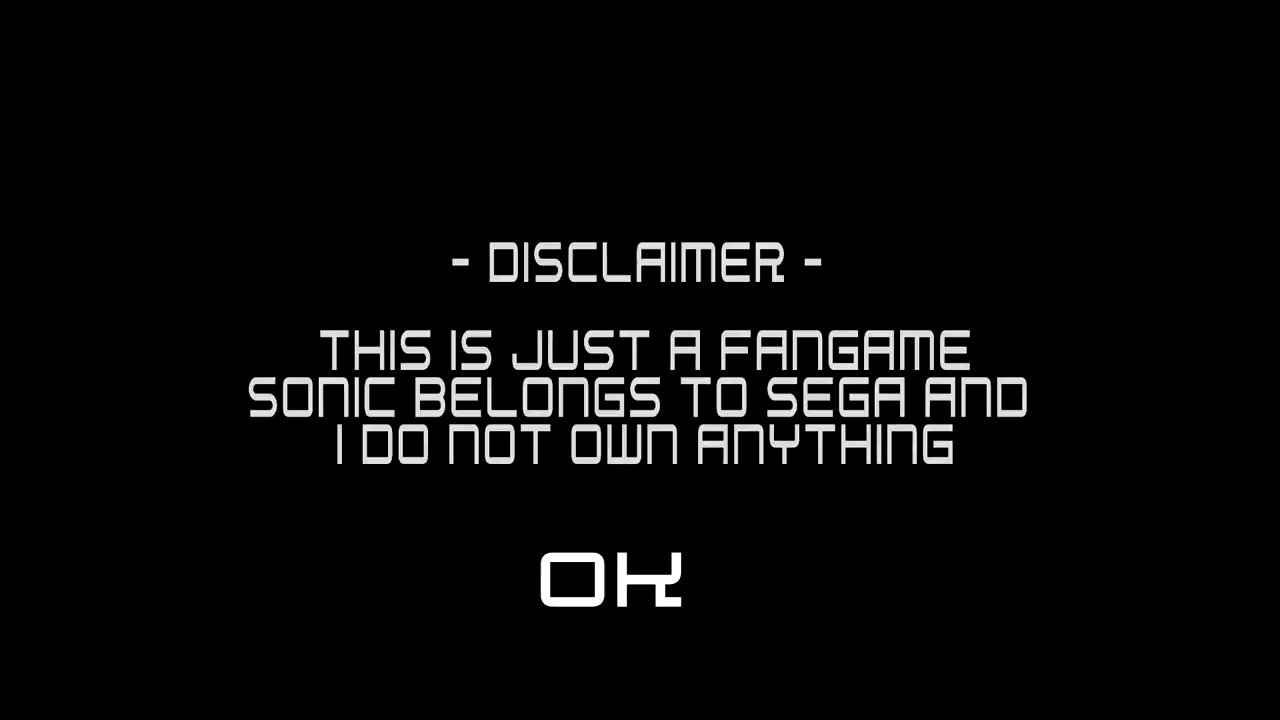 - DISCLAIMER -
THIS IS JUST A FANGAME
SONIC BELONGS TO SEGA AND
I DO NOT OWN ANYTHING
OK